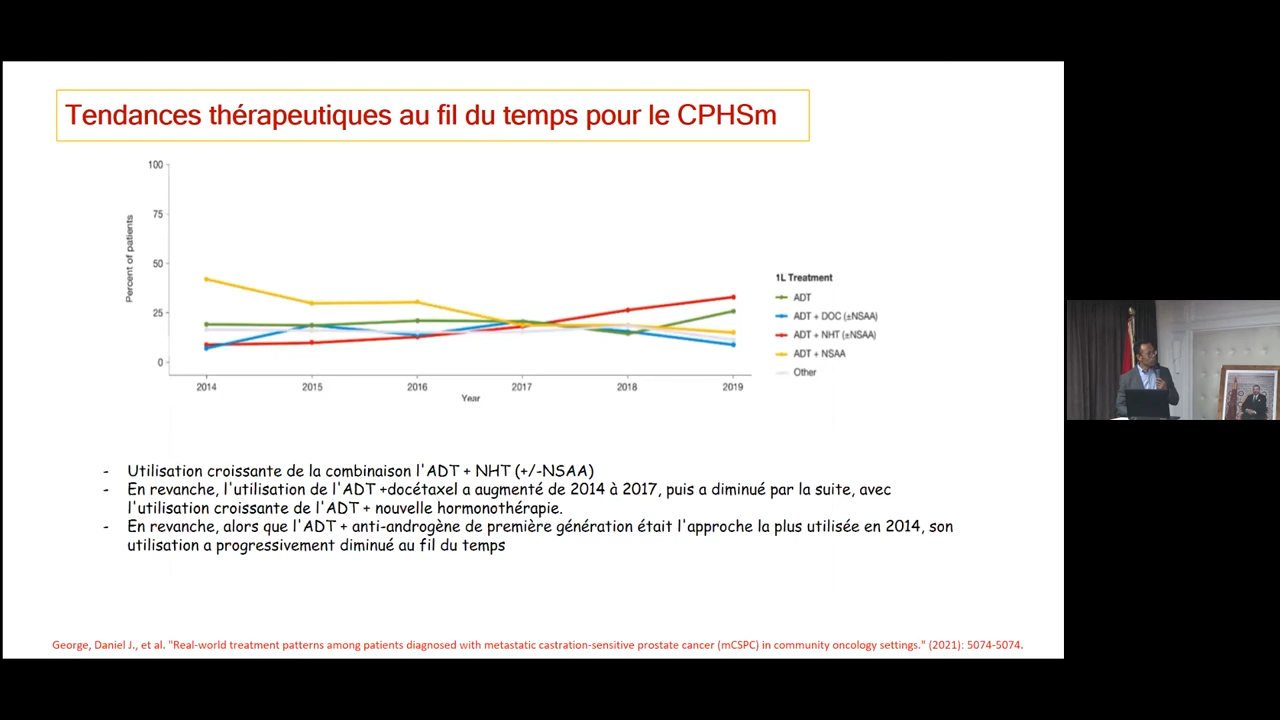 Tendances thérapeutiques au fil du temps pour le CPHSm
100
75
50
25
0
Percent of patients
2014 2015 2016 2017 2018 2019
Year
1L Treatment
ADT
ADT + DOC (±NSAA)
ADT + NHT (±NSAA)
ADT + NSAA
Other
- Utilisation croissante de la combinaison l'ADT + NHT (+/-NSAA)
- En revanche, l'utilisation de l'ADT +docétaxel a augmenté de 2014 à 2017, puis a diminué par la suite, avec
l'utilisation croissante de l'ADT + nouvelle hormonothérapie.
- En revanche, alors que l'ADT + anti-androgène de première génération était l'approche la plus utilisée en 2014, son
utilisation a progressivement diminué au fil du temps
George, Daniel J., et al. "Real-world treatment patterns among patients diagnosed with metastatic castration-sensitive prostate cancer (mCSPC) in community oncology settings." (2021): 5074-5074.